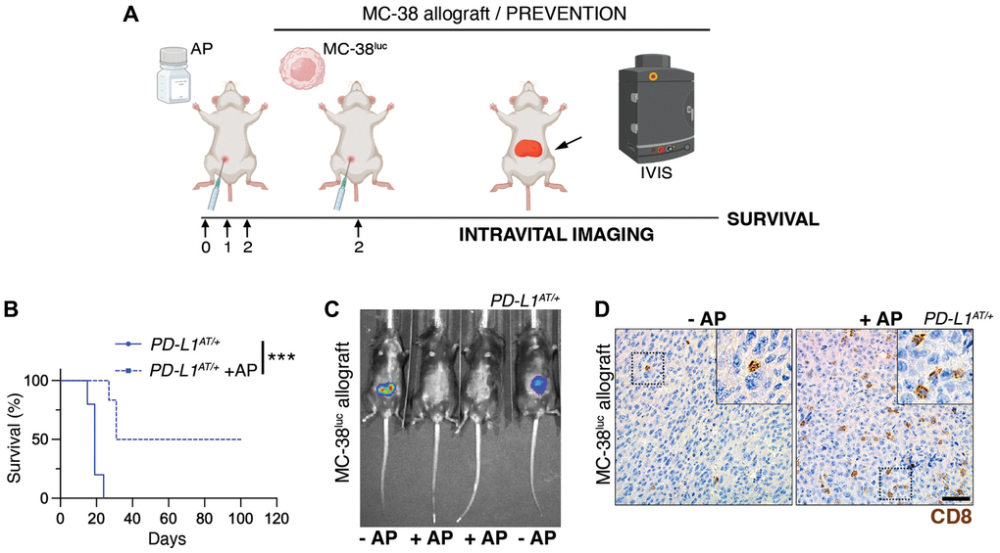 A
MC-38 allograft / PREVENTION
AP
MC-38luc
IVIS
0
1
2
2
INTRAVITAL IMAGING
SURVIVAL
B
PD-L1AT/+
PD-L1AT/+ +AP
***
Survival (%)
100
50
0
0 20 40 60 80 100 120
Days
C
PD-L1AT/+
MC-38luc allograft
- AP + AP + AP - AP
D
- AP + AP PD-L1AT/+
MC-38luc allograft
CD8